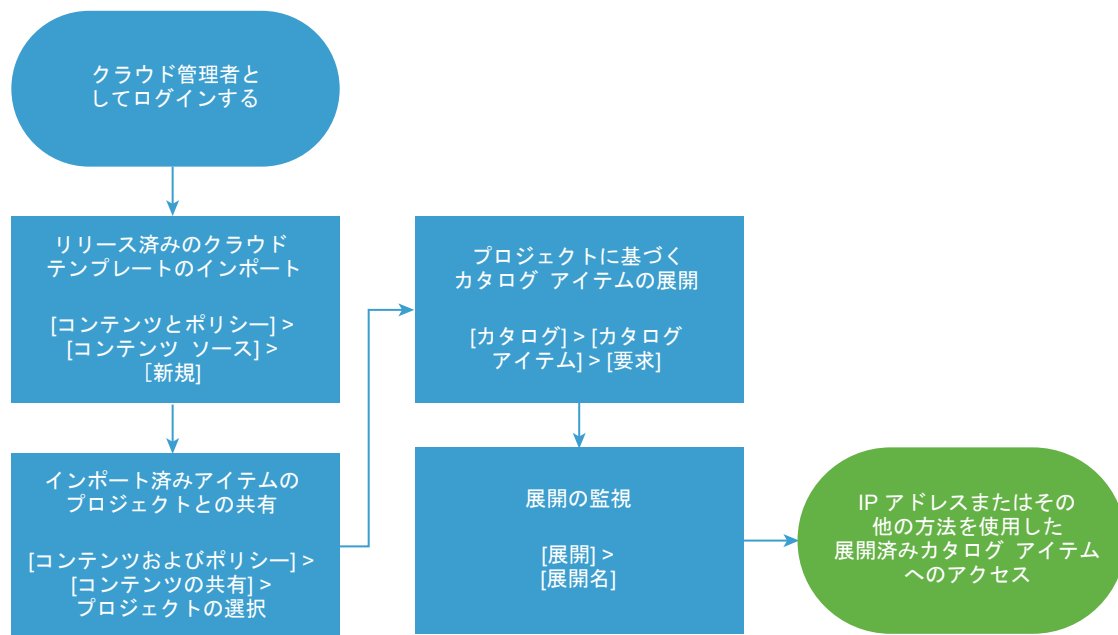 クラウド管理者と
してログインする
リリース済みのクラウド
テンプレートのインポート
[コンテンツとポリシー] >
[コンテンツ ソース] >
［新規]
インポート済みアイテムの
プロジェクトとの共有
[コンテンツおよびポリシー] >
[コンテンツの共有] >
プロジェクトの選択
プロジェクトに基づく
カタログ アイテムの展開
[カタログ] > [カタログ
アイテム] > [要求]
展開の監視
[展開] >
[展開名]
IP アドレスまたはその
他の方法を使用した
展開済みカタログ アイテム
へのアクセス